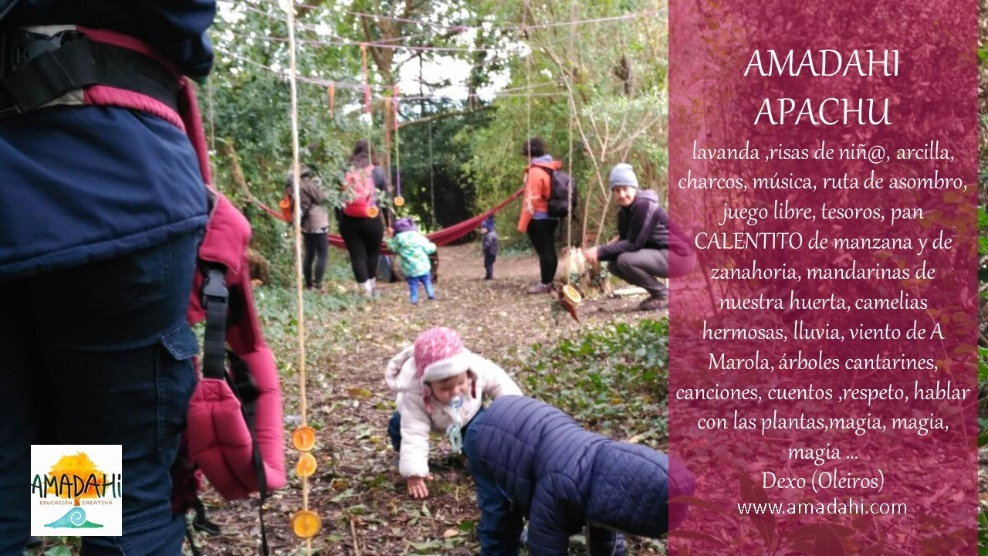 AMADAHI
APACHU
lavanda ,risas de niñ@, arcilla,
charcos, música, ruta de asombro,
juego libre, tesoros, pan
CALENTITO de manzana y de
zanahoria, mandarinas de
nuestra huerta, camelias
hermosas, lluvia, viento de A
Marola, árboles cantarines,
canciones, cuentos ,respeto, hablar
con las plantas,magia, magia,
magia ...
Dexo (Oleiros)
www.amadahi.com
AMADAHI
EDUCACIÓN CREATIVA